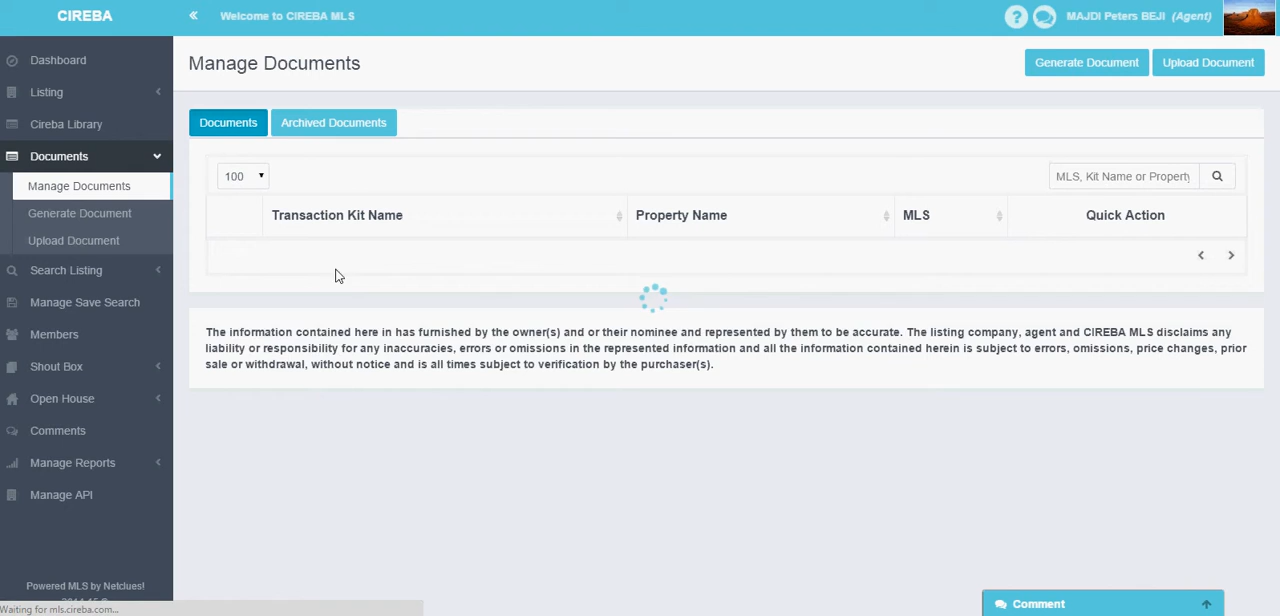 CIREBA
Welcome to CIREBA MLS
MAJDI Peters BEJI (Agent)
Dashboard
Listing
Cireba Library
Documents
Manage Documents
Generate Document
Upload Document
Search Listing
Manage Save Search
Members
Shout Box
Open House
Comments
Manage Reports
Manage API
Powered MLS by Netclues!
Waiting for mls.cireba.com...
Manage Documents
Generate Document
Upload Document
Documents
Archived Documents
100
MLS, Kit Name or Property
Transaction Kit Name
Property Name
MLS
Quick Action
The information contained here in has furnished by the owner(s) and or their nominee and represented by them to be accurate. The listing company, agent and CIREBA MLS disclaims any
liability or responsibility for any inaccuracies, errors or omissions in the represented information and all the information contained herein is subject to errors, omissions, price changes, prior
sale or withdrawal, without notice and is all times subject to verification by the purchaser(s).
Comment